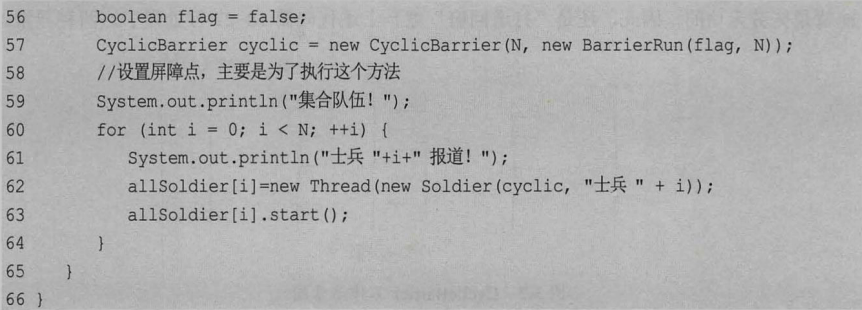 56 boolean flag = false;
57 CyclicBarrier cyclic = new CyclicBarrier(N, new BarrierRun(flag, N));
58 //设置屏障点，主要是为了执行这个方法
59 System.out.println("集合队伍！");
60 for (int i = 0; i < N; ++i) {
61 System.out.println("士兵 "+i+" 报道！");
62 allSoldier[i]=new Thread(new Soldier(cyclic, "士兵 " + i));
63 allSoldier[i].start();
64 }
65 }
66 }